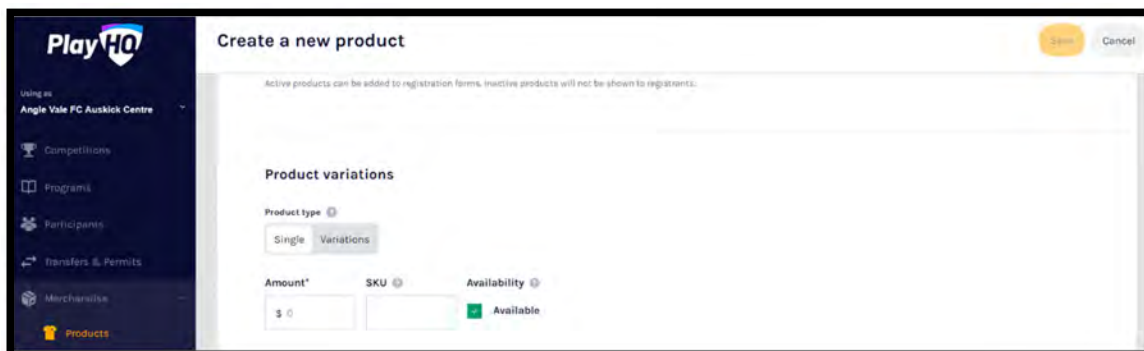 PlayHQ
Create a new product
Save
Cancel
Active products can be added to registration forms. Inactive products will not be shown to registrants.
Using as
Angle Vale FC Auskick Centre
Competitions
Programs
Participants
Transfers & Permits
Merchandise
Products
Product variations
Product type
Single Variations
Amount* SKU Availability
$ 0 Available